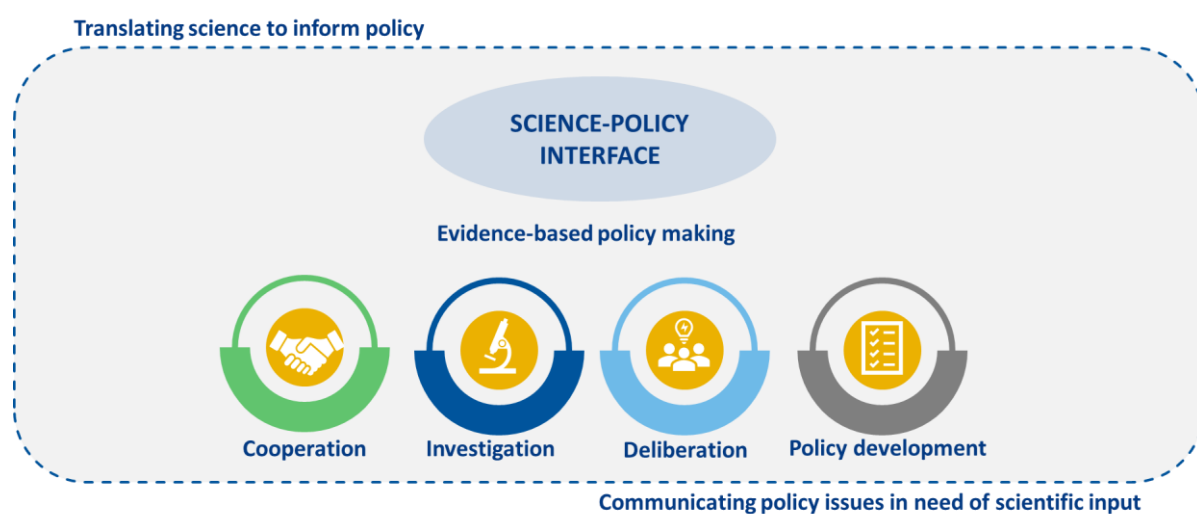 Translating science to inform policy
SCIENCE-POLICY
INTERFACE
Evidence-based policy making
Cooperation
Investigation
Deliberation
Policy development
Communicating policy issues in need of scientific input